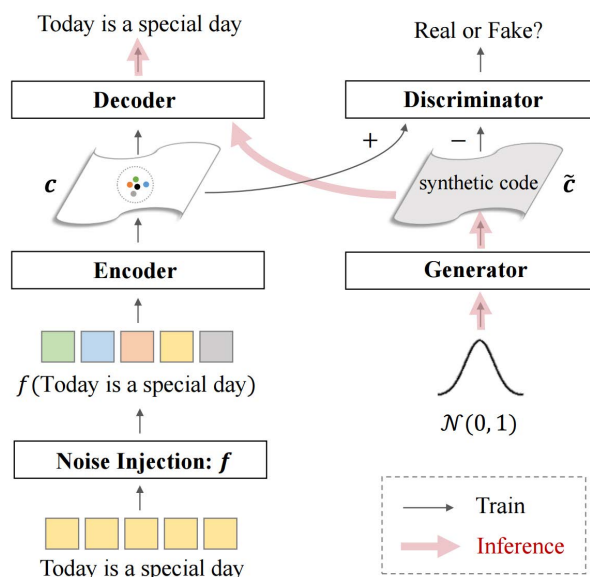 Today is a special day
Decoder
c
Encoder
f(Today is a special day)
Noise Injection: f
Today is a special day
Real or Fake?
Discriminator
+
−
synthetic code
c̃
Generator
𝒩(0, 1)
Train
Inference